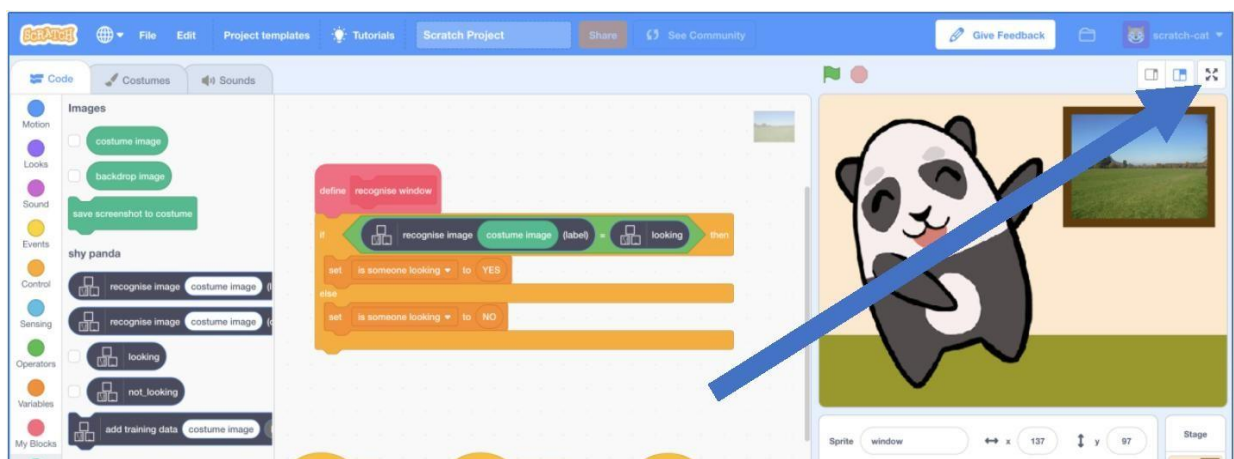 SCRATCH File Edit Project templates Tutorials Scratch Project Share See Community Give Feedback scratch-cat
Code Costumes Sounds
Motion
Looks
Sound
Events
Control
Sensing
Operators
Variables
My Blocks
Images
costume image
backdrop image
save screenshot to costume
shy panda
recognise image costume image
recognise image costume image
looking
not_looking
add training data costume image
define recognise window
if recognise image costume image (label) = looking then
set is someone looking to YES
else
set is someone looking to NO
Sprite window x 137 y 97
Stage